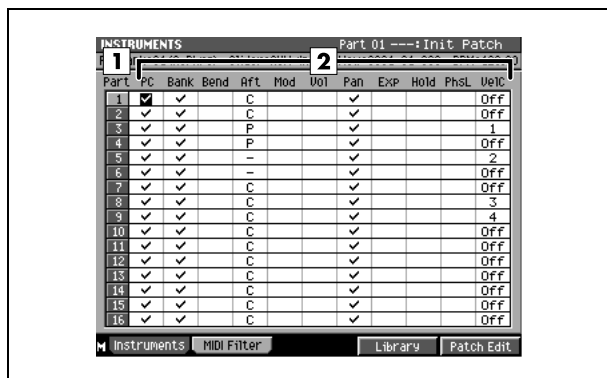 INSTRUMENTS Part 01 ---:Init Patch
1 2
Part PC Bank Bend Aft Mod Vol Pan Exp Hold PhsL VelC
1 ✓ ✓ C ✓ Off
2 ✓ ✓ C ✓ Off
3 ✓ ✓ P ✓ 1
4 ✓ ✓ P ✓ Off
5 ✓ ✓ – ✓ 2
6 ✓ ✓ – ✓ Off
7 ✓ ✓ C ✓ Off
8 ✓ ✓ C ✓ 3
9 ✓ ✓ C ✓ 4
10 ✓ ✓ C ✓ Off
11 ✓ ✓ C ✓ Off
12 ✓ ✓ C ✓ Off
13 ✓ ✓ C ✓ Off
14 ✓ ✓ C ✓ Off
15 ✓ ✓ C ✓ Off
16 ✓ ✓ C ✓ Off
M Instruments MIDI Filter Library Patch Edit